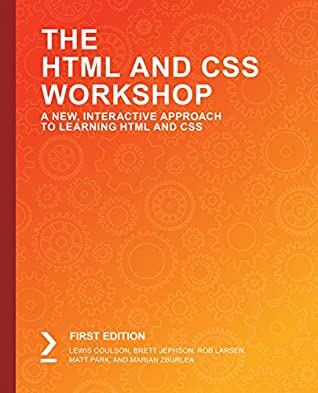 THE
HTML AND CSS
WORKSHOP
A NEW, INTERACTIVE APPROACH
TO LEARNING HTML AND CSS
FIRST EDITION
LEWIS COULSON, BRETT JEPHSON, ROB LARSEN,
MATT PARK, AND MARIAN ZBURLEA